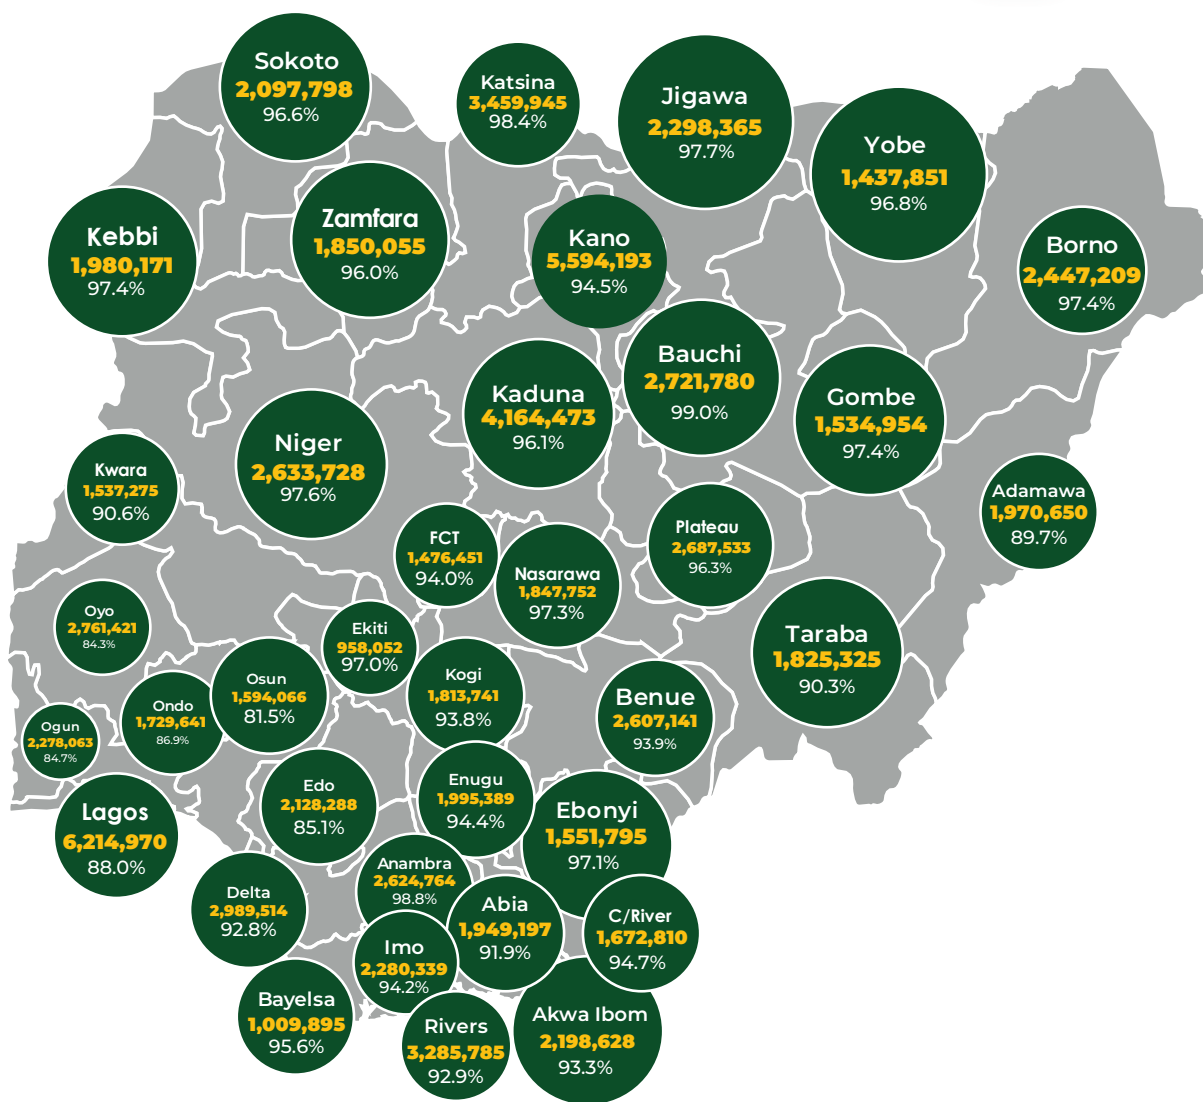 Sokoto
2,097,798
96.6%
Katsina
3,459,945
98.4%
Jigawa
2,298,365
97.7%
Yobe
1,437,851
96.8%
Kebbi
1,980,171
97.4%
Zamfara
1,850,055
96.0%
Kano
5,594,193
94.5%
Borno
2,447,209
97.4%
Bauchi
2,721,780
99.0%
Kaduna
4,164,473
96.1%
Gombe
1,534,954
97.4%
Niger
2,633,728
97.6%
Kwara
1,537,275
90.6%
Adamawa
1,970,650
89.7%
FCT
1,476,451
94.0%
Plateau
2,687,533
96.3%
Nasarawa
1,847,752
97.3%
Oyo
2,761,421
84.3%
Ekiti
958,052
97.0%
Taraba
1,825,325
90.3%
Osun
1,594,066
81.5%
Kogi
1,813,741
93.8%
Benue
2,607,141
93.9%
Ondo
1,729,641
86.9%
Ogun
2,278,063
84.7%
Edo
2,128,288
85.1%
Enugu
1,995,389
94.4%
Ebonyi
1,551,795
97.1%
Lagos
6,214,970
88.0%
Anambra
2,624,764
98.8%
Delta
2,989,514
92.8%
Abia
1,949,197
91.9%
C/River
1,672,810
94.7%
Imo
2,280,339
94.2%
Bayelsa
1,009,895
95.6%
Rivers
3,285,785
92.9%
Akwa Ibom
2,198,628
93.3%